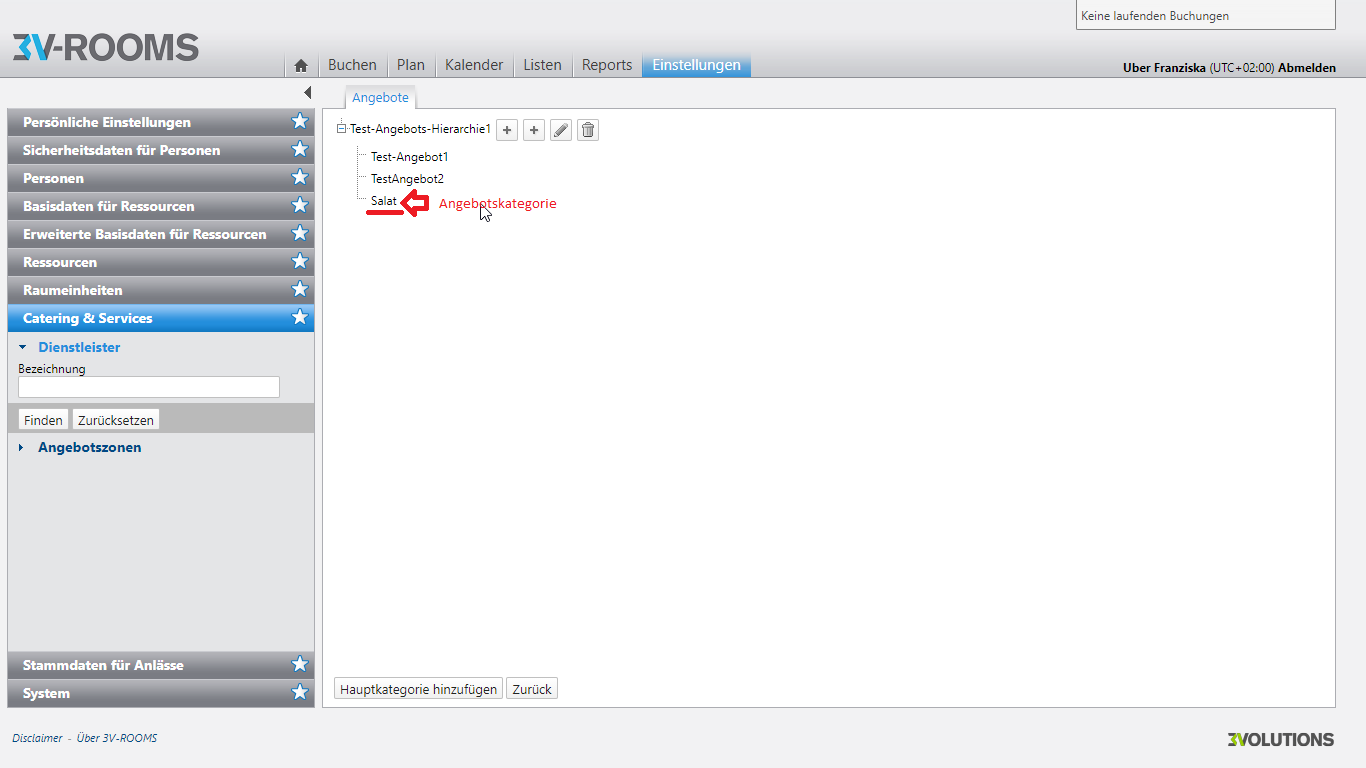 Keine laufenden Buchungen
3V-ROOMS
Buchen Plan Kalender Listen Reports Einstellungen
Uber Franziska (UTC+02:00) Abmelden
Angebote
Persönliche Einstellungen
Sicherheitsdaten für Personen
Personen
Basisdaten für Ressourcen
Erweiterte Basisdaten für Ressourcen
Ressourcen
Raumeinheiten
Catering & Services
Dienstleister
Bezeichnung
Finden Zurücksetzen
Angebotszonen
Stammdaten für Anlässe
System
Test-Angebots-Hierarchie1
Test-Angebot1
TestAngebot2
Salat Angebotskategorie
Hauptkategorie hinzufügen Zurück
Disclaimer - Über 3V-ROOMS
3VOLUTIONS